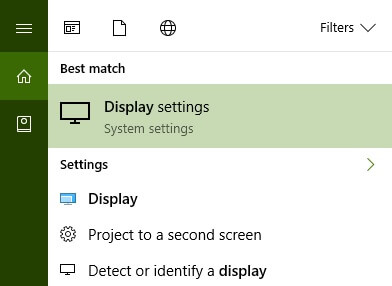 Filters
Best match
Display settings
System settings
Settings
Display
Project to a second screen
Detect or identify a display